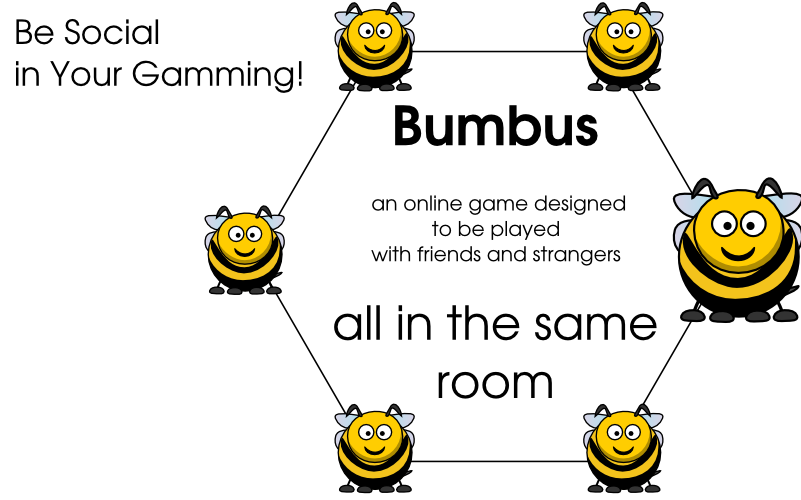 Be Social
in Your Gamming!
Bumbus
an online game designed
to be played
with friends and strangers
all in the same
room